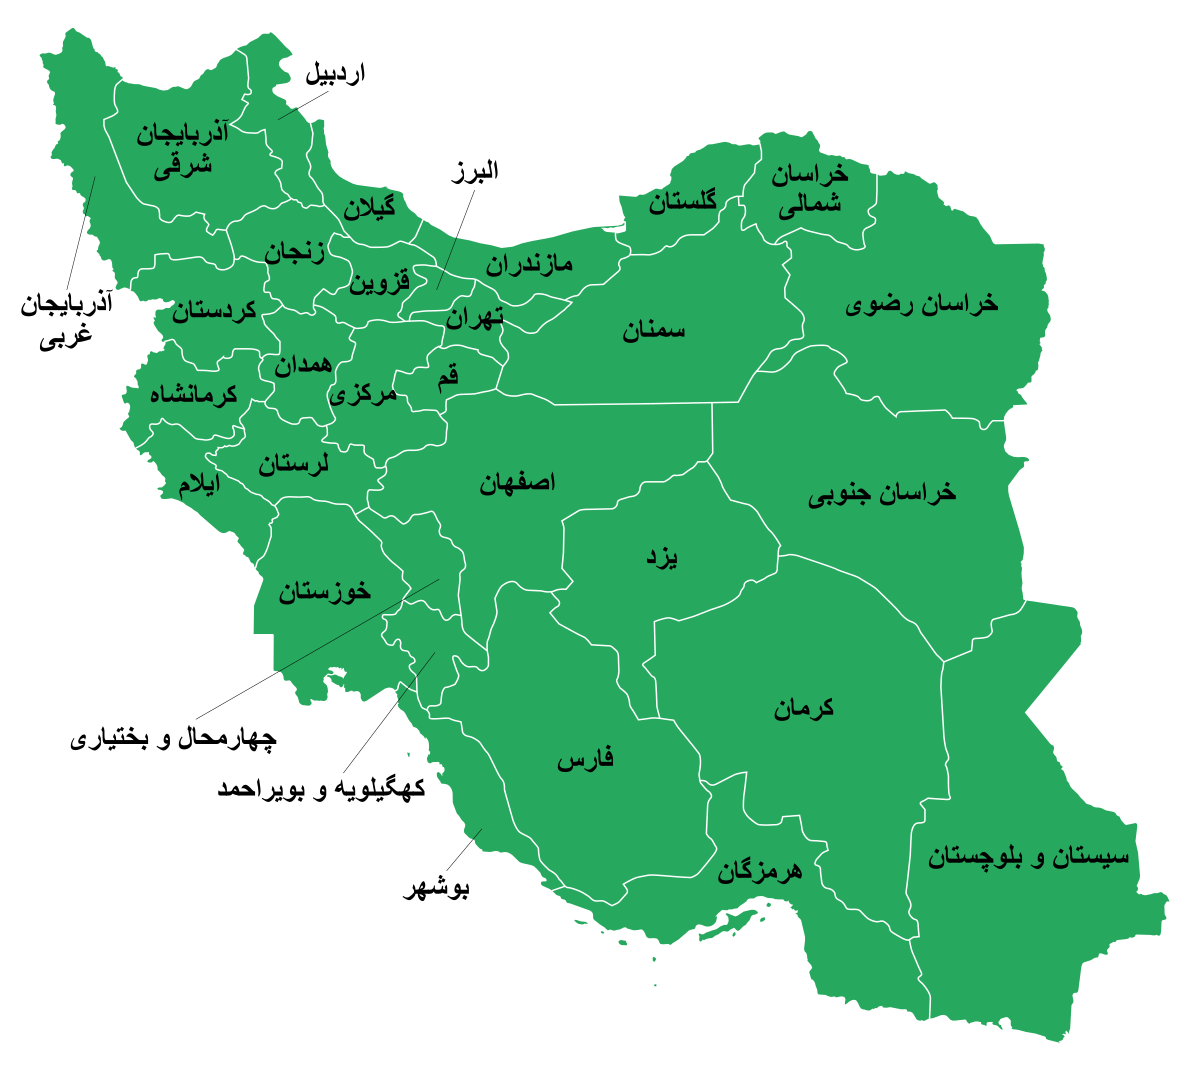 اردبیل
آذربایجان
شرقی
البرز
خراسان
شمالی
گلستان
گیلان
زنجان
مازندران
قزوین
آذربایجان
غربی
کردستان
تهران
سمنان
خراسان رضوی
همدان
قم
کرمانشاه
مرکزی
لرستان
ایلام
اصفهان
خراسان جنوبی
یزد
خوزستان
کرمان
چهارمحال و بختیاری
فارس
کهگیلویه و بویراحمد
سیستان و بلوچستان
هرمزگان
بوشهر